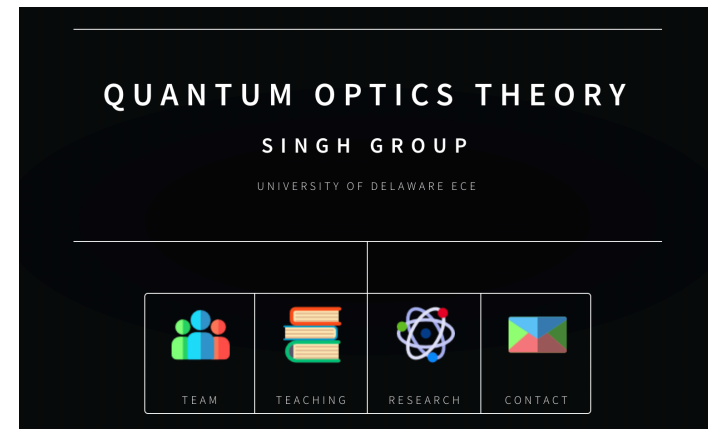 QUANTUM OPTICS THEORY
SINGH GROUP
UNIVERSITY OF DELAWARE ECE
TEAM
TEACHING
RESEARCH
CONTACT